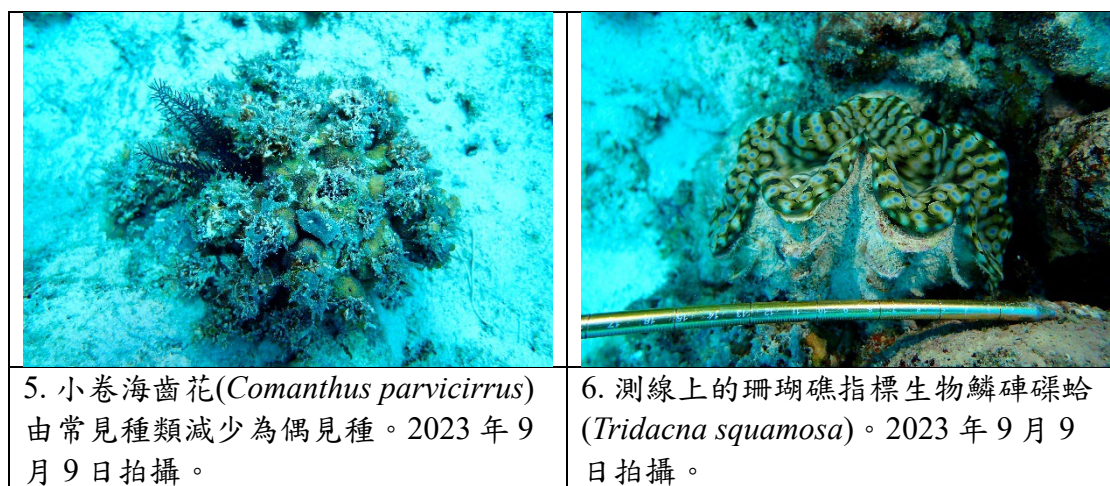 5. 小卷海齒花(Comanthus parvicirrus)
由常見種類減少為偶見種。2023 年 9
月 9 日拍攝。
6. 測線上的珊瑚礁指標生物鱗硨磲蛤
(Tridacna squamosa)。2023 年 9 月 9
日拍攝。